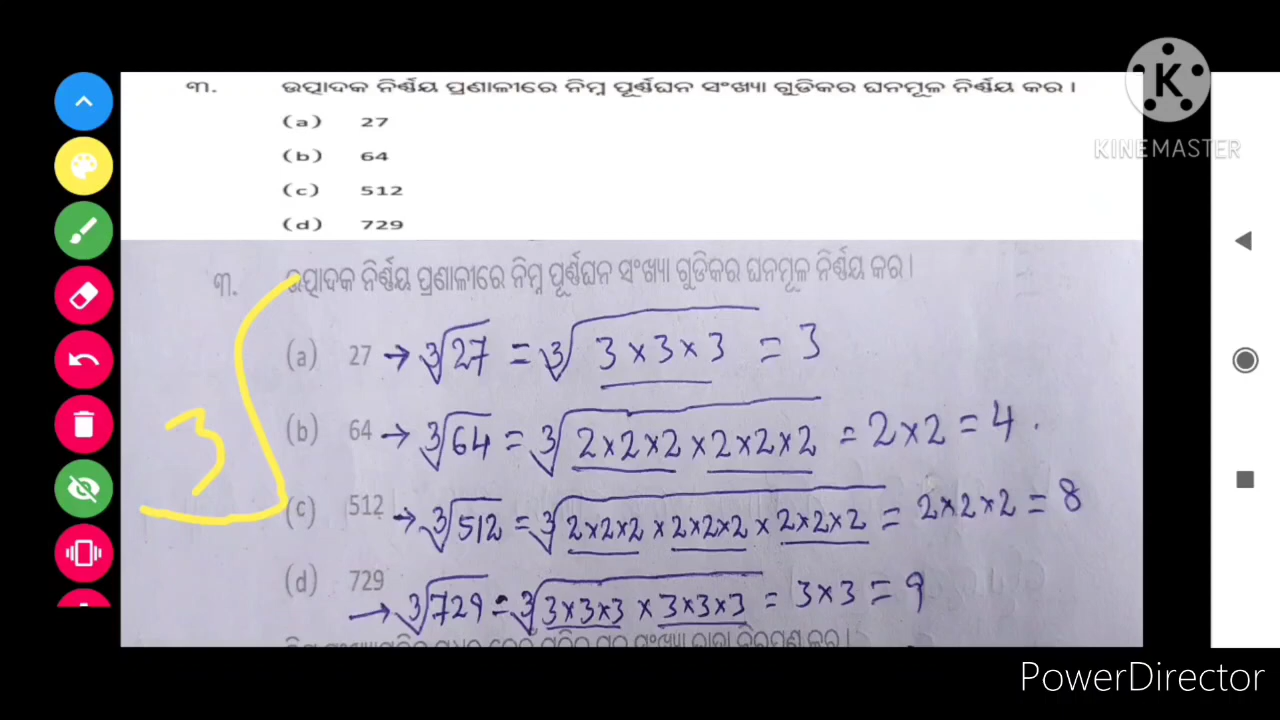 ୩. ଉତ୍ପାଦକ ନିର୍ଣ୍ଣୟ ପ୍ରଣାଳୀରେ ନିମ୍ନ ପୂର୍ଣ୍ଣଘନ ସଂଖ୍ୟା ଗୁଡିକର ଘନମୂଳ ନିର୍ଣ୍ଣୟ କର ।
(a) 27
(b) 64
(c) 512
(d) 729
K
KINEMASTER
୩. ଉତ୍ପାଦକ ନିର୍ଣ୍ଣୟ ପ୍ରଣାଳୀରେ ନିମ୍ନ ପୂର୍ଣ୍ଣଘନ ସଂଖ୍ୟା ଗୁଡିକର ଘନମୂଳ ନିର୍ଣ୍ଣୟ କର ।
(a) 27 → ∛27 = ∛3×3×3 = 3
(b) 64 → ∛64 = ∛2×2×2×2×2×2 = 2×2 = 4.
(c) 512 → ∛512 = ∛2×2×2×2×2×2×2×2×2 = 2×2×2 = 8
(d) 729 → ∛729 = ∛3×3×3×3×3×3 = 3×3 = 9
3
PowerDirector